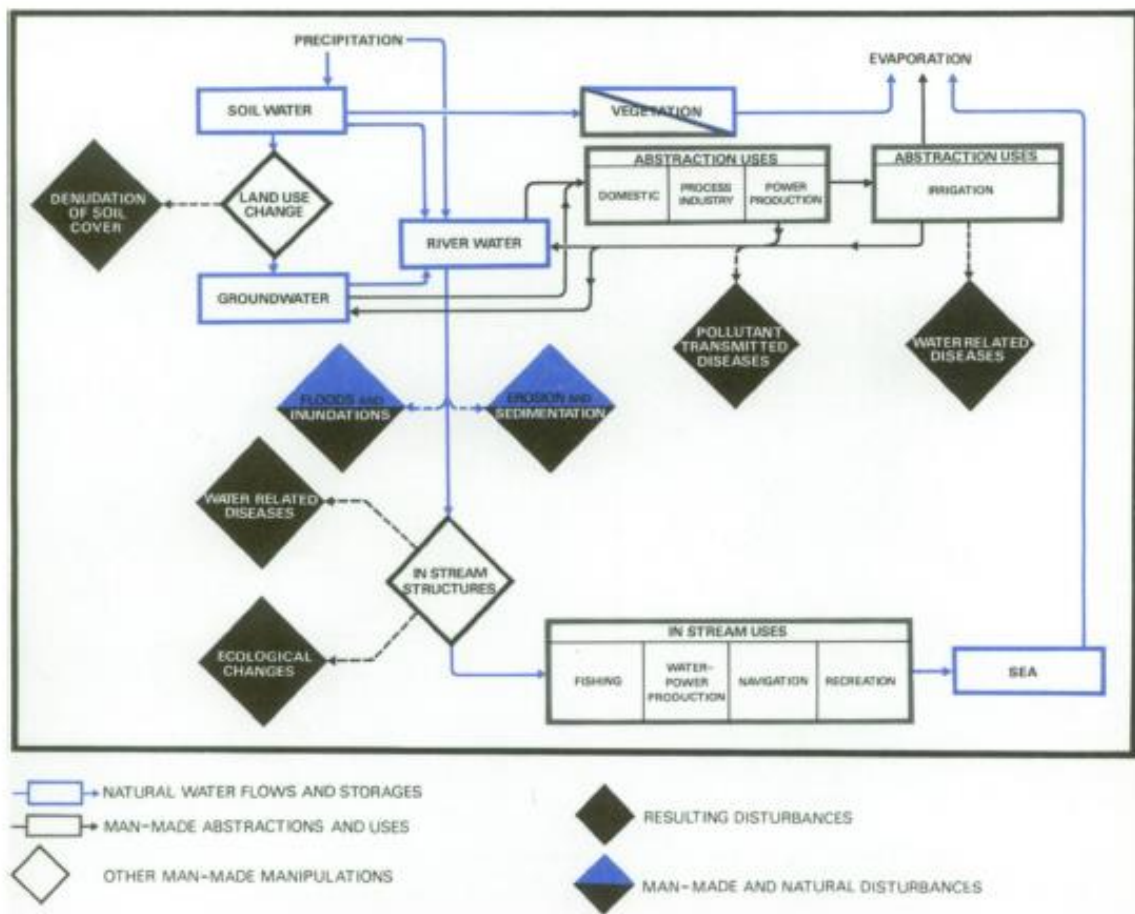 PRECIPITATION
EVAPORATION
SOIL WATER
VEGETATION
ABSTRACTION USES
DOMESTIC
PROCESS
INDUSTRY
POWER
PRODUCTION
ABSTRACTION USES
IRRIGATION
DENUDATION
OF SOIL
COVER
LAND USE
CHANGE
RIVER WATER
GROUNDWATER
POLLUTANT
TRANSMITTED
DISEASES
WATER RELATED
DISEASES
FLOODS AND
INUNDATIONS
EROSION AND
SEDIMENTATION
WATER RELATED
DISEASES
IN STREAM
STRUCTURES
ECOLOGICAL
CHANGES
IN STREAM USES
FISHING
WATER-
POWER
PRODUCTION
NAVIGATION
RECREATION
SEA
NATURAL WATER FLOWS AND STORAGES
MAN-MADE ABSTRACTIONS AND USES
OTHER MAN-MADE MANIPULATIONS
RESULTING DISTURBANCES
MAN-MADE AND NATURAL DISTURBANCES